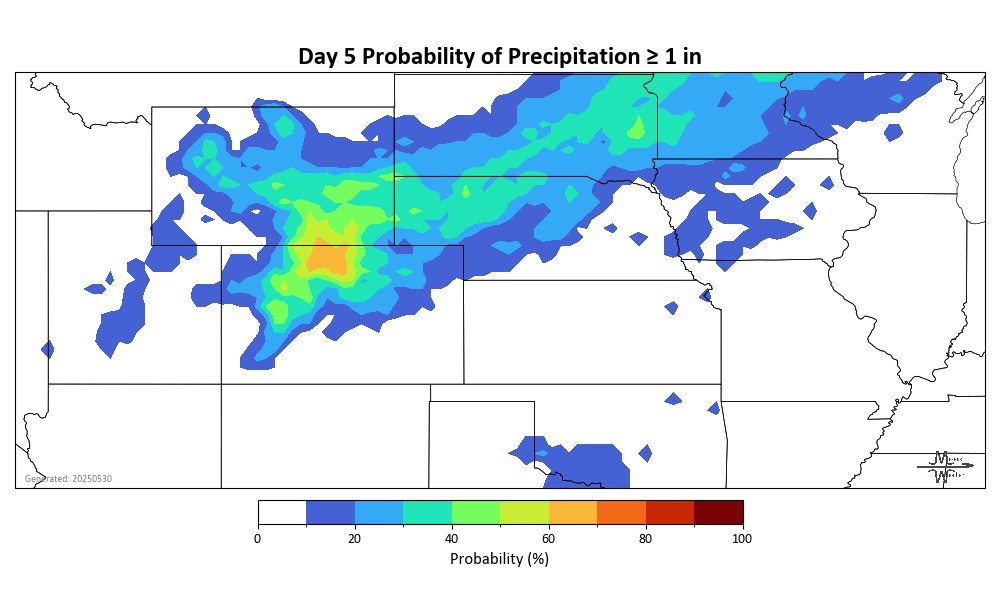 Day 5 Probability of Precipitation ≥ 1 in
Generated: 20250530
0 20 40 60 80 100
Probability (%)